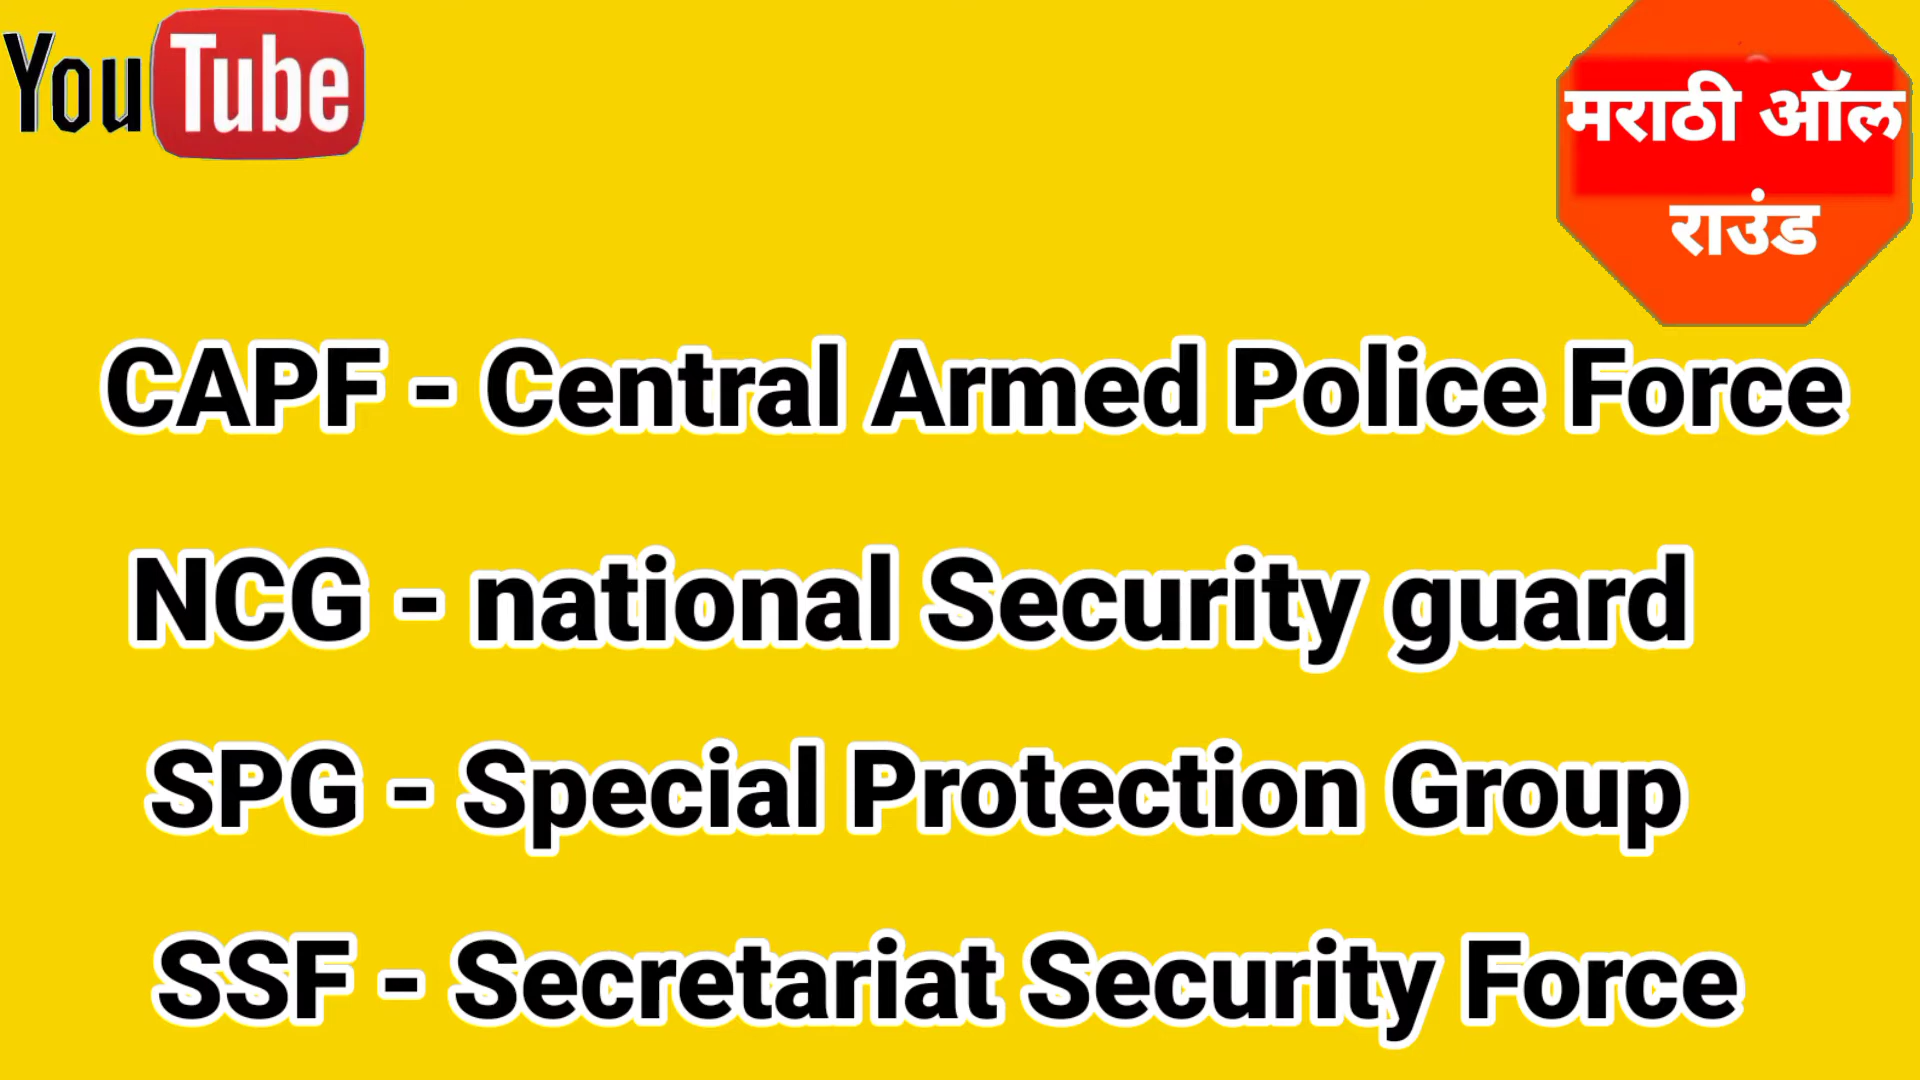 YouTube
मराठी ऑल
राउंड
CAPF - Central Armed Police Force
NCG - national Security guard
SPG - Special Protection Group
SSF - Secretariat Security Force